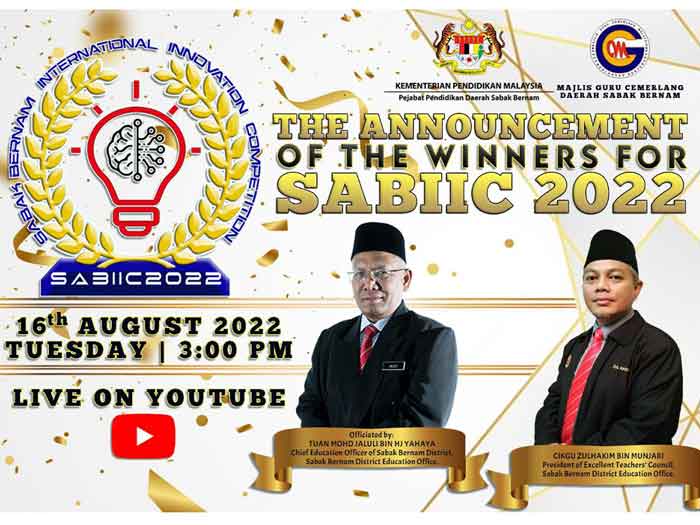 SABAK BERNAM INTERNATIONAL INNOVATION COMPETITION
SABIIC2022
KEMENTERIAN PENDIDIKAN MALAYSIA
Pejabat Pendidikan Daerah Sabak Bernam
MAJLIS GURU CEMERLANG
DAERAH SABAK BERNAM
THE ANNOUNCEMENT
OF THE WINNERS FOR
SABIIC 2022
16th AUGUST 2022
TUESDAY | 3:00 PM
LIVE ON YOUTUBE
Officiated by:
TUAN MOHD JALULI BIN HJ YAHAYA
Chief Education Officer of Sabak Bernam District,
Sabak Bernam District Education Office.
CIKGU ZULHAKIM BIN MUNJARI
President of Excellent Teachers' Council,
Sabak Bernam District Education Office.